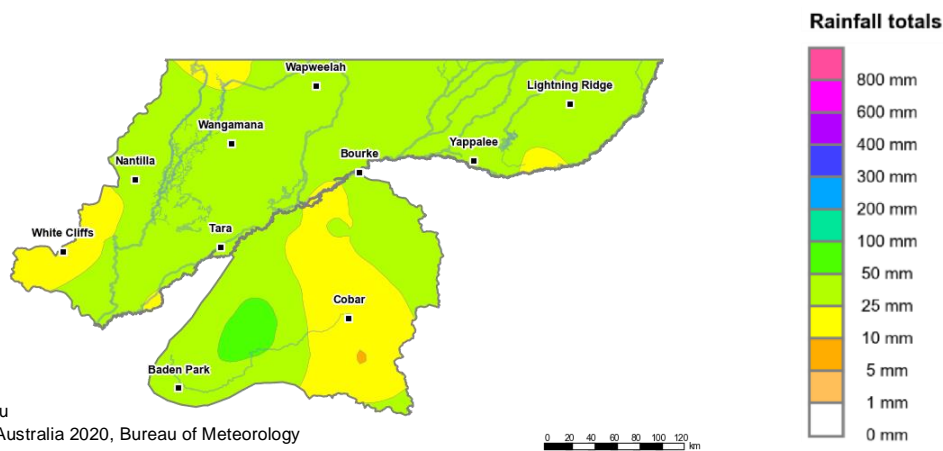 Rainfall totals
800 mm
600 mm
400 mm
300 mm
200 mm
100 mm
50 mm
25 mm
10 mm
5 mm
1 mm
0 mm
Wapweelah
Lightning Ridge
Wangamana
Yappalee
Bourke
Nantilla
White Cliffs
Tara
Cobar
Baden Park
u
Australia 2020, Bureau of Meteorology
0 20 40 60 80 100 120
km